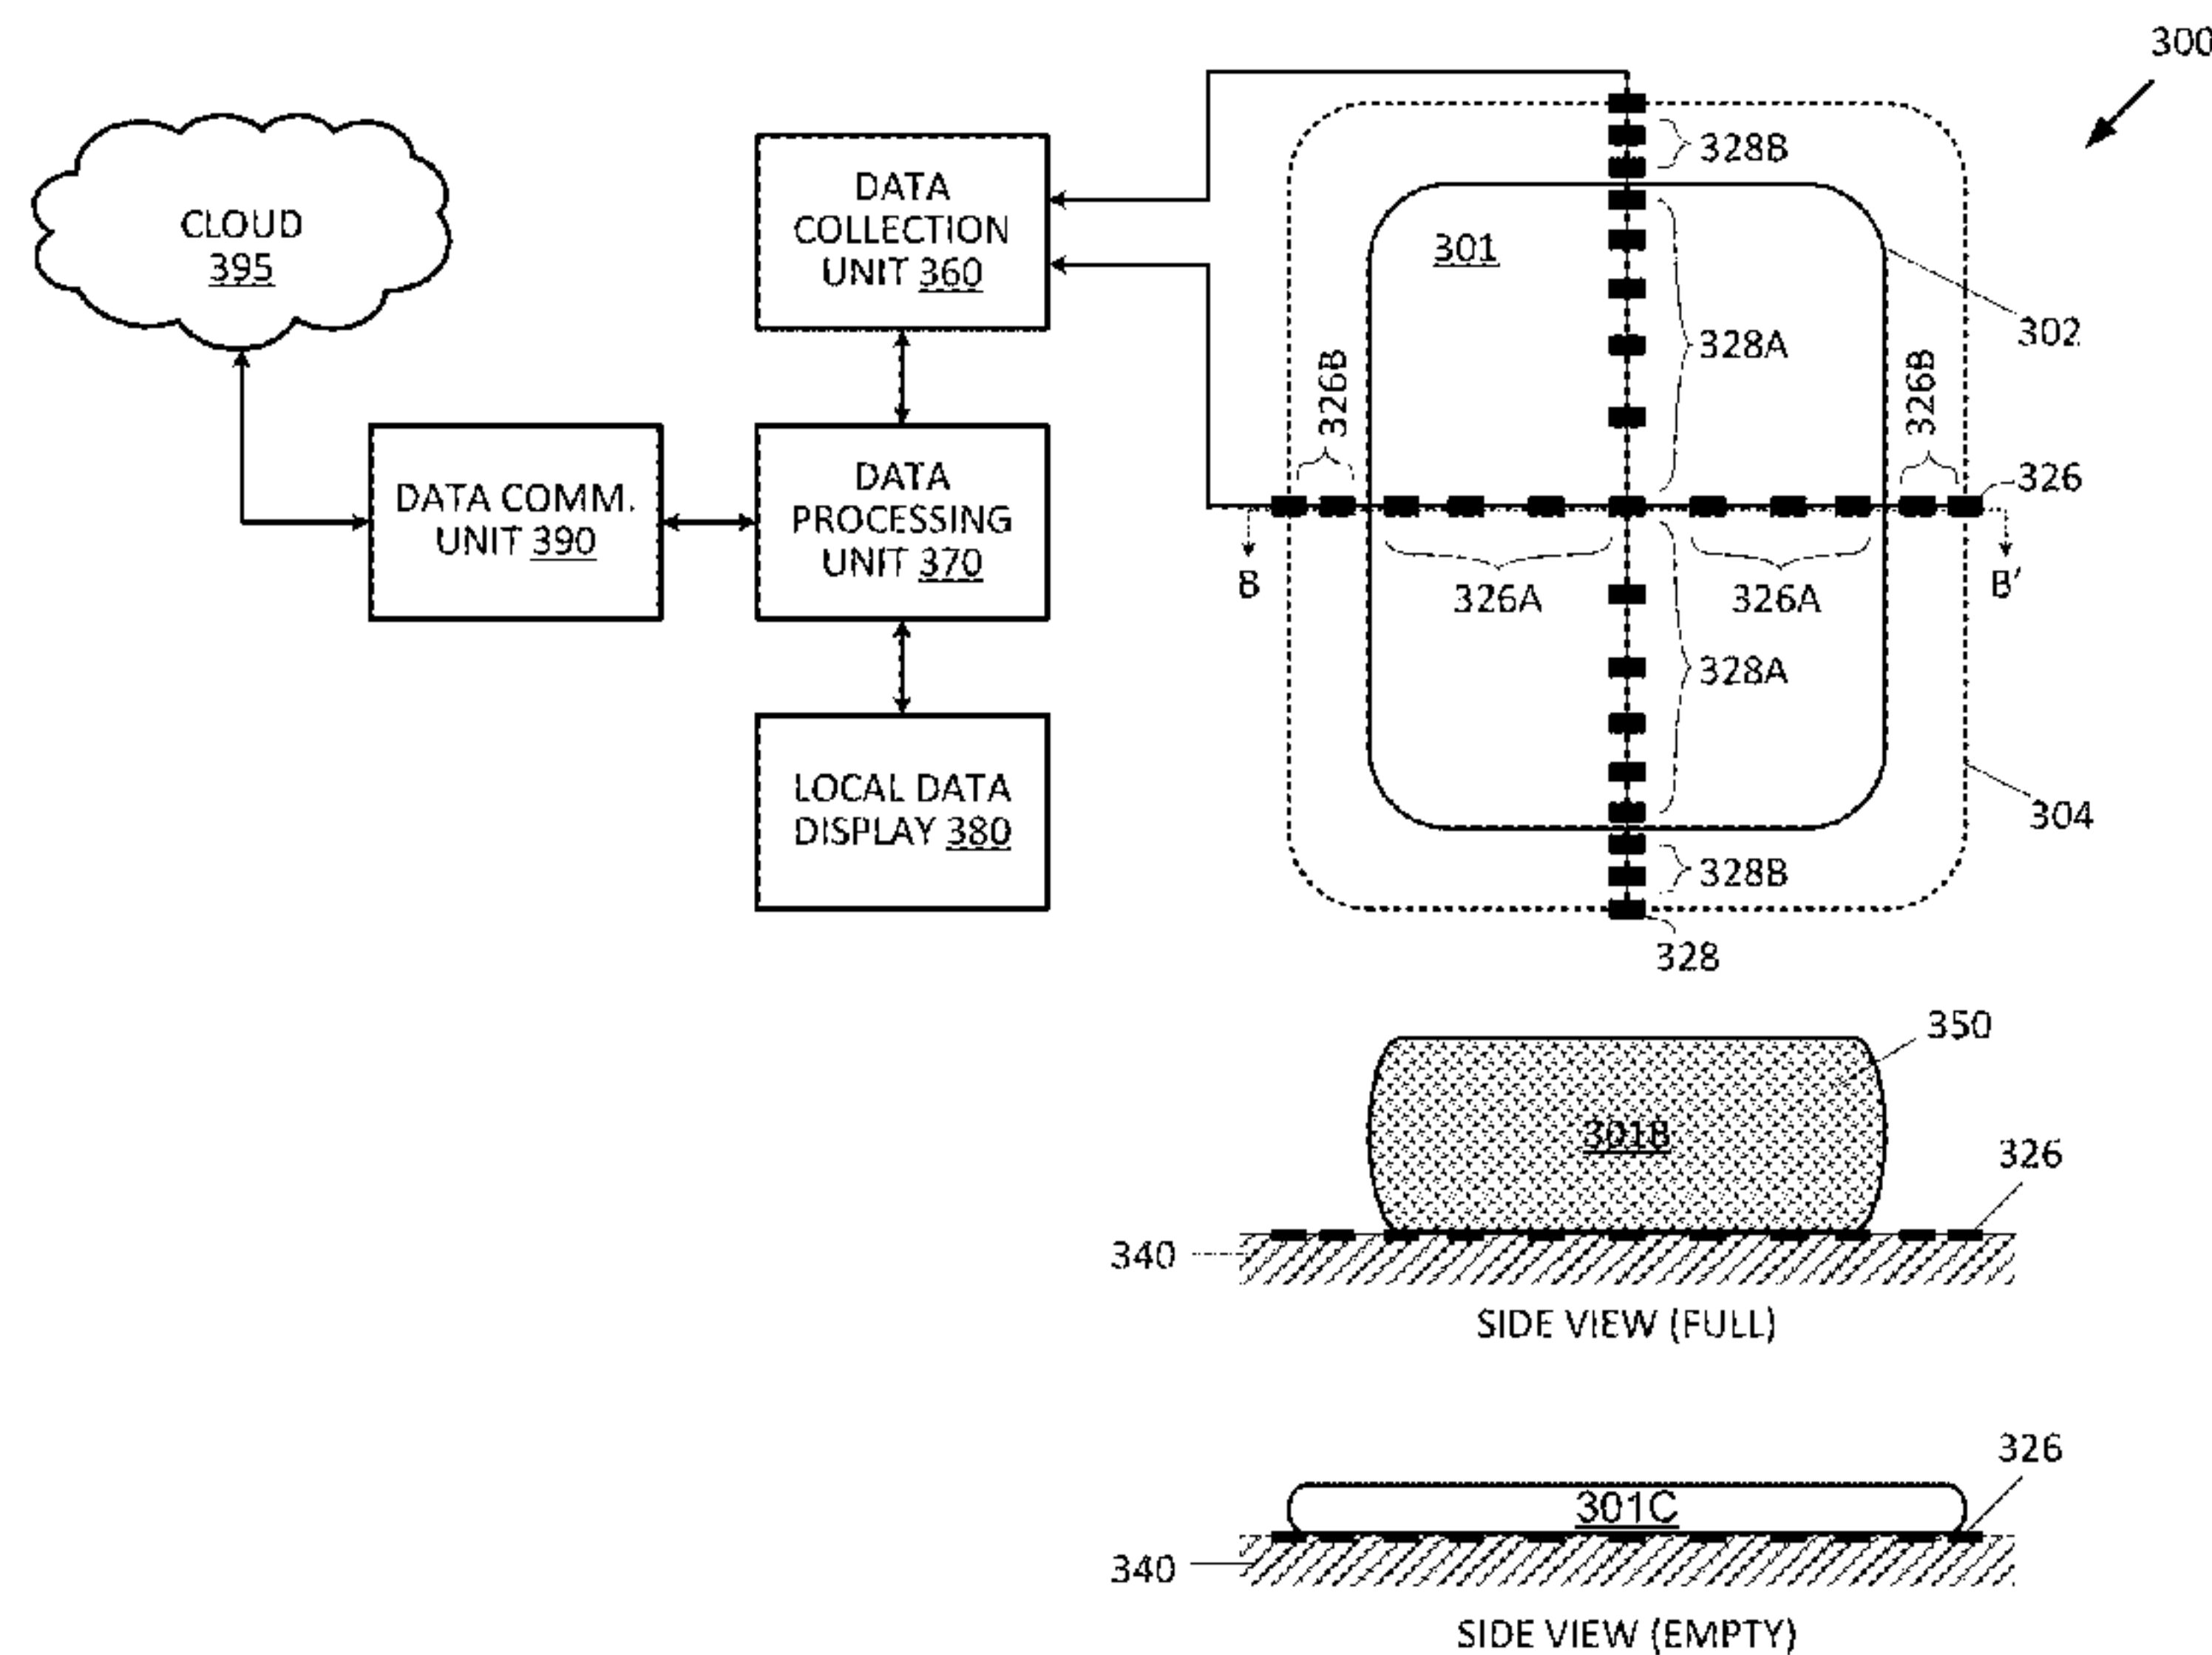 300
CLOUD
395
DATA
COLLECTION
UNIT 360
DATA COMM.
UNIT 390
DATA
PROCESSING
UNIT 370
LOCAL DATA
DISPLAY 380
328B
301
302
328A
326B
326B
326
B
B'
326A
326A
328A
304
328B
328
350
301B
326
340
SIDE VIEW (FULL)
326
301C
340
SIDE VIEW (EMPTY)